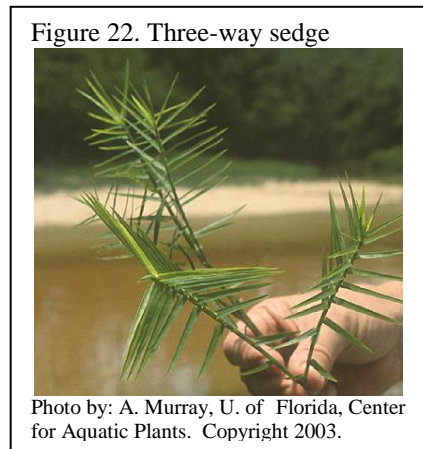 Figure 22. Three-way sedge
Photo by: A. Murray, U. of  Florida, Center
for Aquatic Plants.  Copyright 2003.